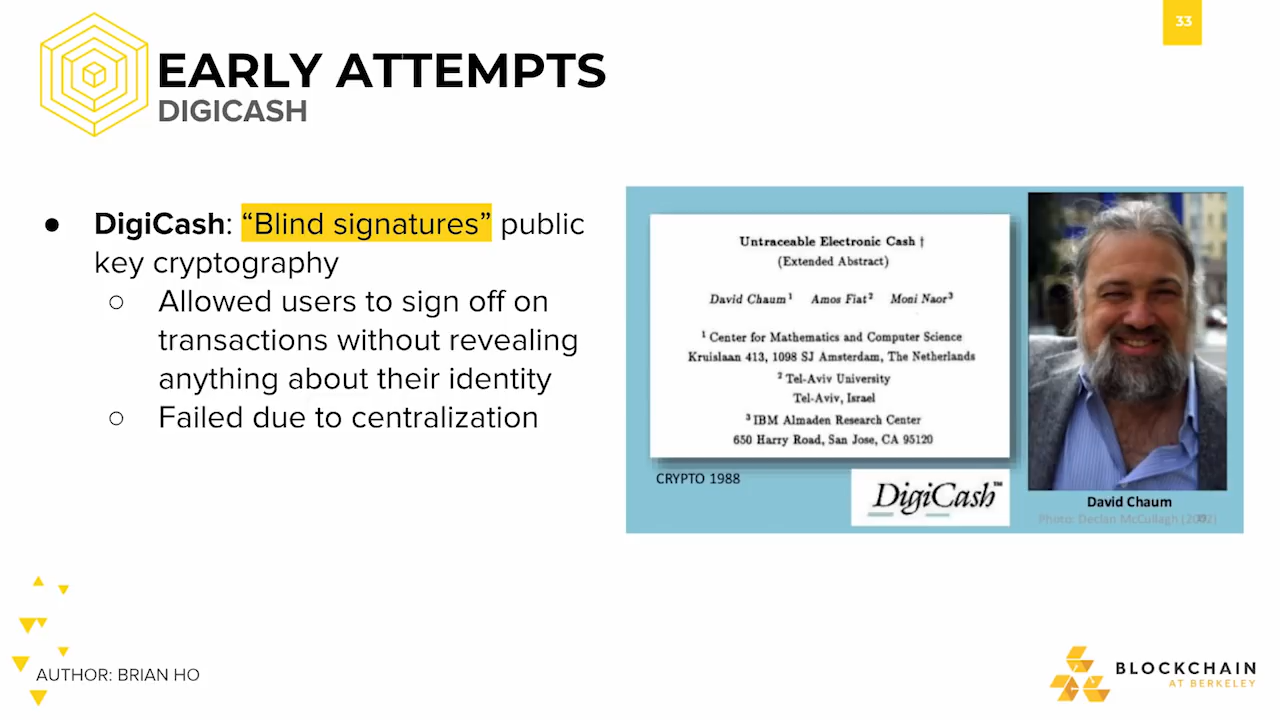 33
EARLY ATTEMPTS
DIGICASH
● DigiCash: “Blind signatures” public
key cryptography
○ Allowed users to sign off on
transactions without revealing
anything about their identity
○ Failed due to centralization
Untraceable Electronic Cash †
(Extended Abstract)
David Chaum¹ Amos Fiat² Moni Naor³
¹ Center for Mathematics and Computer Science
Kruislaan 413, 1098 SJ Amsterdam, The Netherlands
² Tel-Aviv University
Tel-Aviv, Israel
³ IBM Almaden Research Center
650 Harry Road, San Jose, CA 95120
CRYPTO 1988
DigiCash™
David Chaum
Photo: Declan McCullagh
AUTHOR: BRIAN HO
BLOCKCHAIN
AT BERKELEY